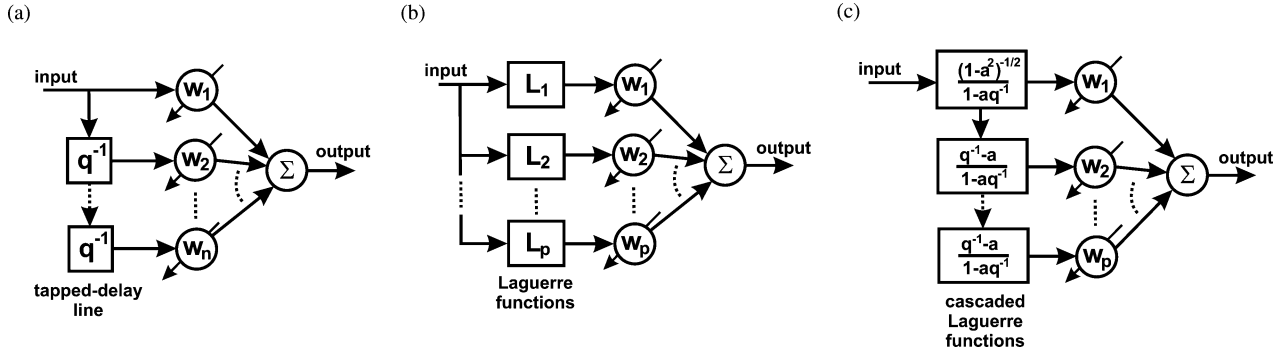 (a)
input
w1
q-1
w2
Σ
output
q-1
wn
tapped-delay
line
(b)
input
L1
w1
L2
w2
Σ
output
Lp
wp
Laguerre
functions
(c)
input
(1-a2)-1/2
1-aq-1
w1
q-1-a
1-aq-1
w2
Σ
output
q-1-a
1-aq-1
wp
cascaded
Laguerre
functions